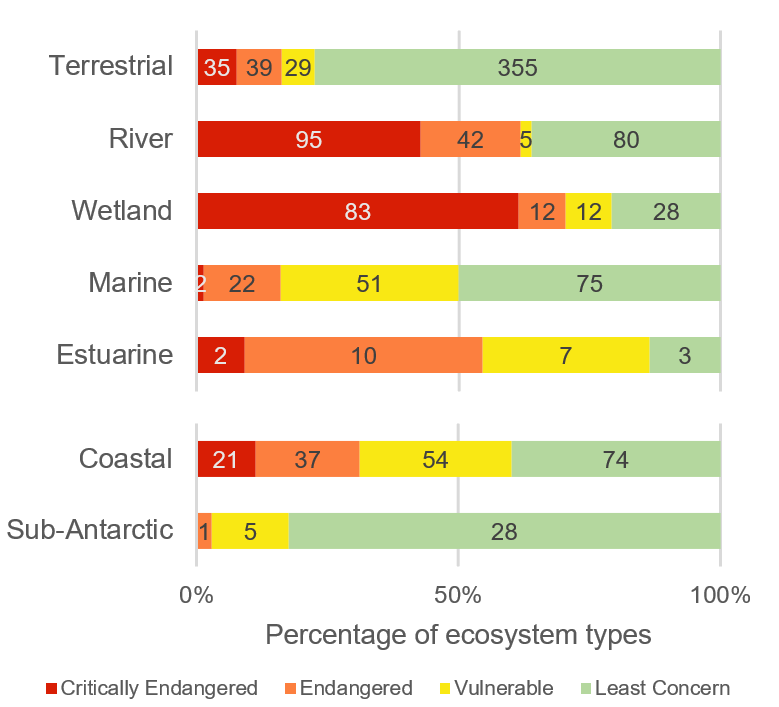 Terrestrial 35 39 29 355
River 95 42 5 80
Wetland 83 12 12 28
Marine 2 22 51 75
Estuarine 2 10 7 3
Coastal 21 37 54 74
Sub-Antarctic 1 5 28
0% 50% 100%
Percentage of ecosystem types
Critically Endangered Endangered Vulnerable Least Concern